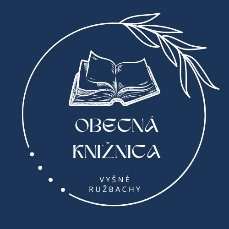 OBECNÁ
KNIŽNICA
VYŠNÉ
RUŽBACHY